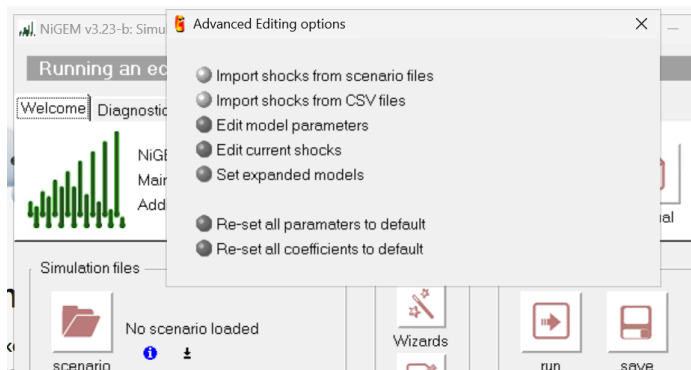 NiGEM v3.23-b: Simu
Advanced Editing options
Running an ec
Import shocks from scenario files
Import shocks from CSV files
Welcome
Diagnostic
Edit model parameters
Edit current shocks
Set expanded models
NiGE
Mair
Add
Re-set all paramaters to default
Re-set all coefficients to default
ual
Simulation files
No scenario loaded
Wizards
scenario
run
save